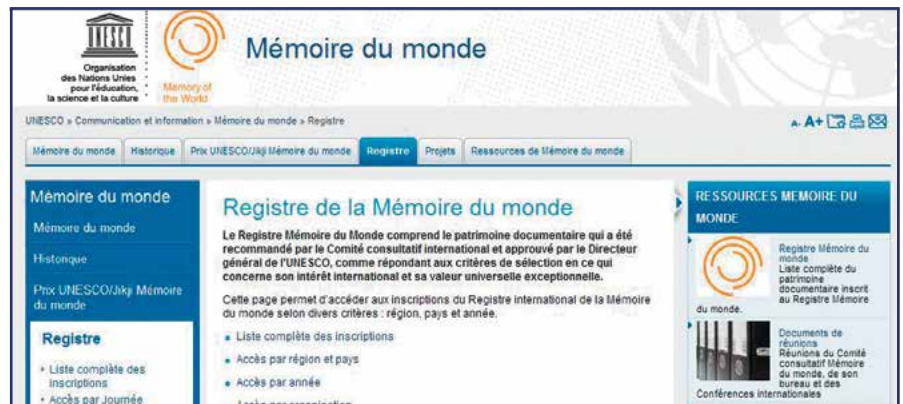 Organisation
des Nations Unies
pour l'éducation,
la science et la culture
Memory of
the World
Mémoire du monde
UNESCO » Communication et information » Mémoire du monde » Registre
A- A+
Mémoire du monde Historique Prix UNESCO/Jikji Mémoire du monde Registre Projets Ressources de Mémoire du monde
Mémoire du monde
Mémoire du monde
Historique
Prix UNESCO/Jikji Mémoire
du monde
Registre
Liste complète des
inscriptions
Accès par Journée
Registre de la Mémoire du monde
Le Registre Mémoire du Monde comprend le patrimoine documentaire qui a été
recommandé par le Comité consultatif international et approuvé par le Directeur
général de l'UNESCO, comme répondant aux critères de sélection en ce qui
concerne son intérêt international et sa valeur universelle exceptionnelle.
Cette page permet d'accéder aux inscriptions du Registre international de la Mémoire
du monde selon divers critères : région, pays et année.
Liste complète des inscriptions
Accès par région et pays
Accès par année
Accès par organisation
RESSOURCES MEMOIRE DU
MONDE
Registre Mémoire du
monde
Liste complète du
patrimoine
documentaire inscrit
au Registre Mémoire
du monde.
Documents de
réunions
Réunions du Comité
consultatif Mémoire
du monde, de son
bureau et des
Conférences internationales